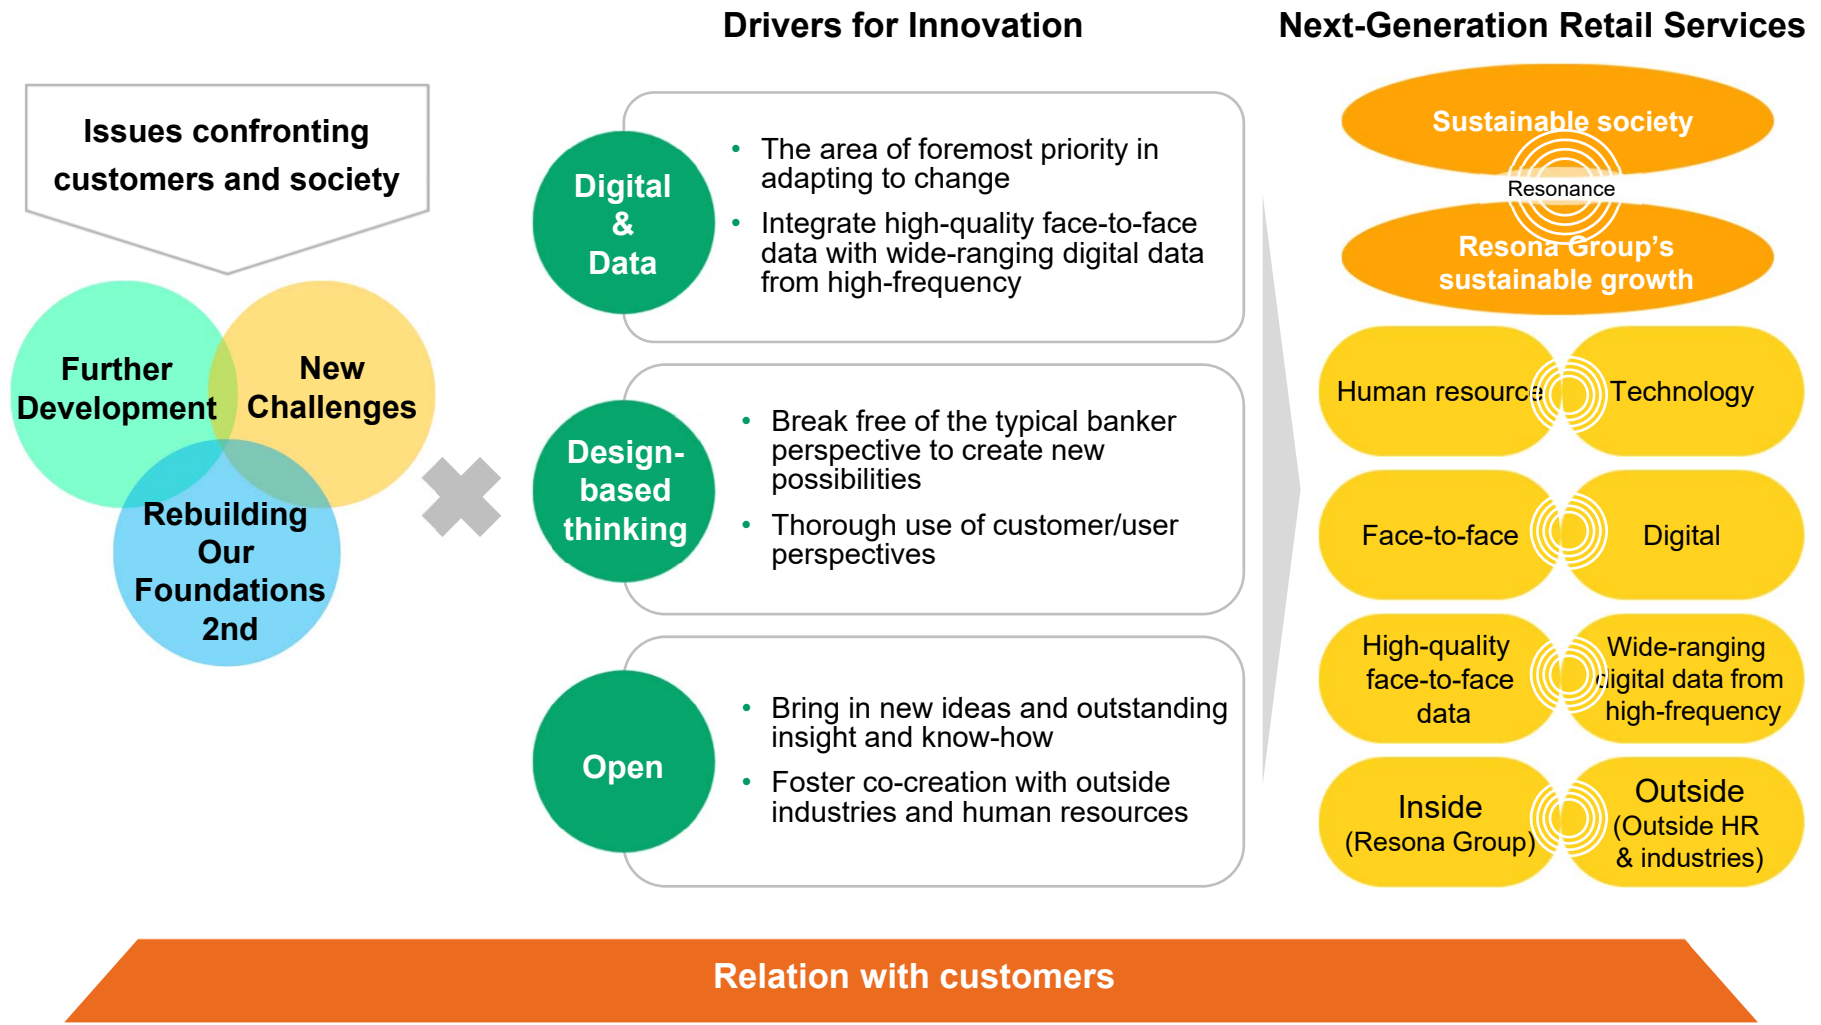 Drivers for Innovation
Next-Generation Retail Services
Issues confronting
customers and society
Further
Development
New
Challenges
Rebuilding
Our
Foundations
2nd
Digital
&
Data
• The area of foremost priority in
adapting to change
• Integrate high-quality face-to-face
data with wide-ranging digital data
from high-frequency
Design-
based
thinking
• Break free of the typical banker
perspective to create new
possibilities
• Thorough use of customer/user
perspectives
Open
• Bring in new ideas and outstanding
insight and know-how
• Foster co-creation with outside
industries and human resources
Sustainable society
Resonance
Resona Group's
sustainable growth
Human resource
Technology
Face-to-face
Digital
High-quality
face-to-face
data
Wide-ranging
digital data from
high-frequency
Inside
(Resona Group)
Outside
(Outside HR
& industries)
Relation with customers